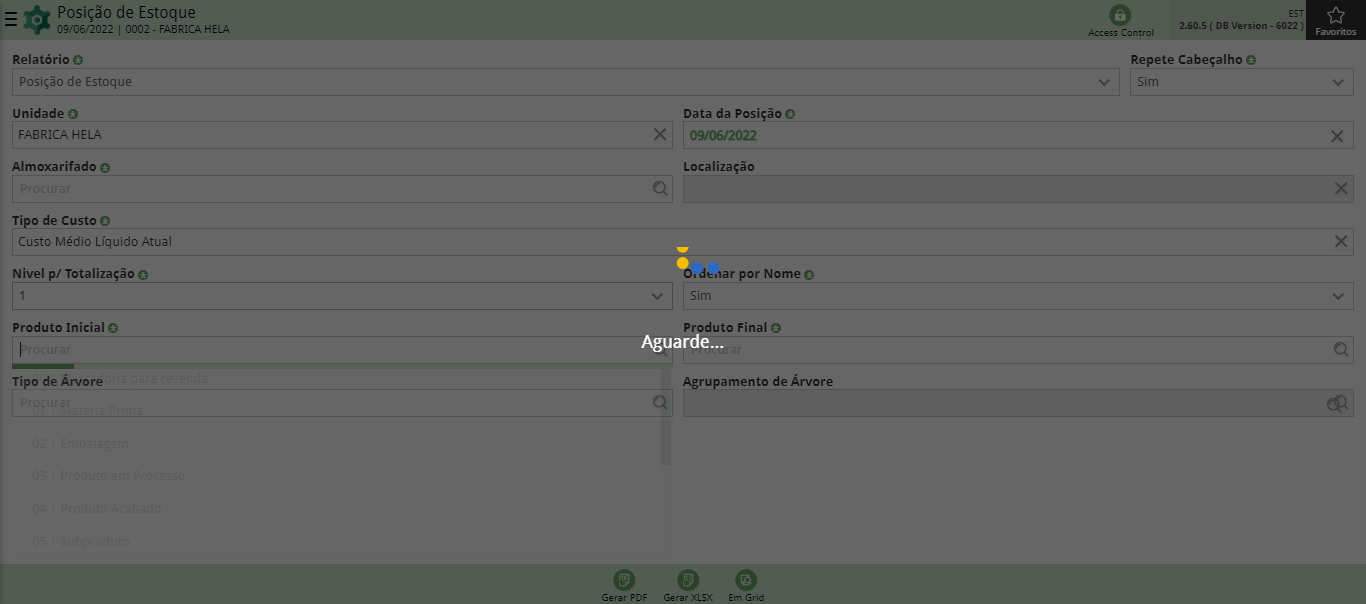 Posição de Estoque
09/06/2022 | 0002 - FABRICA HELA
Access Control
EST
2.60.5 ( DB Version - 6022 )
Favoritos
Relatório
Repete Cabeçalho
Posição de Estoque
Sim
Unidade
Data da Posição
FABRICA HELA
09/06/2022
Almoxarifado
Localização
Procurar
Tipo de Custo
Custo Médio Líquido Atual
Nivel p/ Totalização
Ordenar por Nome
1
Sim
Produto Inicial
Produto Final
Aguarde...
Procurar
Procurar
para revenda
Tipo de Árvore
Agrupamento de Árvore
Procurar
01 | Matéria Prima
02 | Embalagem
03 | Produto em Processo
04 | Produto Acabado
05 | Subproduto
Gerar PDF
Gerar XLSX
Em Grid